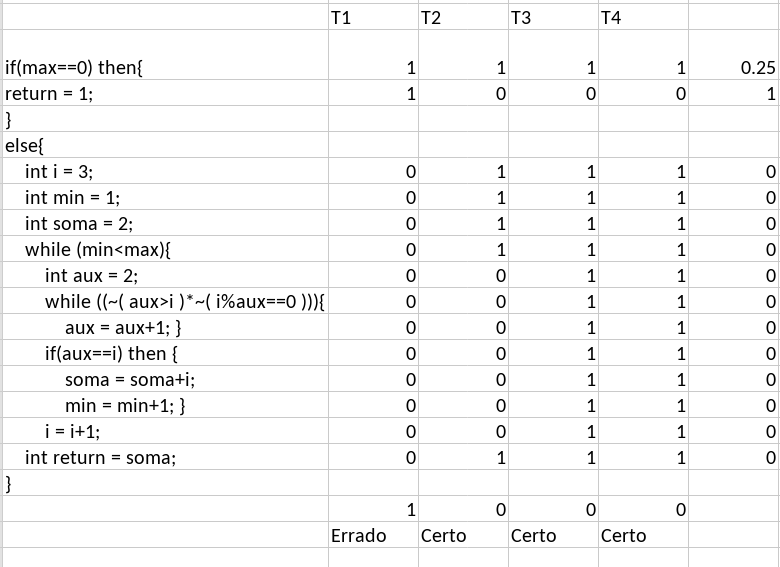 T1 T2 T3 T4
if(max==0) then{ 1 1 1 1 0.25
return = 1; 1 0 0 0 1
}
else{
int i = 3; 0 1 1 1 0
int min = 1; 0 1 1 1 0
int soma = 2; 0 1 1 1 0
while (min<max){ 0 1 1 1 0
int aux = 2; 0 0 1 1 0
while ((~( aux>i )*~( i%aux==0 ))){ 0 0 1 1 0
aux = aux+1; } 0 0 1 1 0
if(aux==i) then { 0 0 1 1 0
soma = soma+i; 0 0 1 1 0
min = min+1; } 0 0 1 1 0
i = i+1; 0 0 1 1 0
int return = soma; 0 1 1 1 0
}
1 0 0 0
Errado Certo Certo Certo